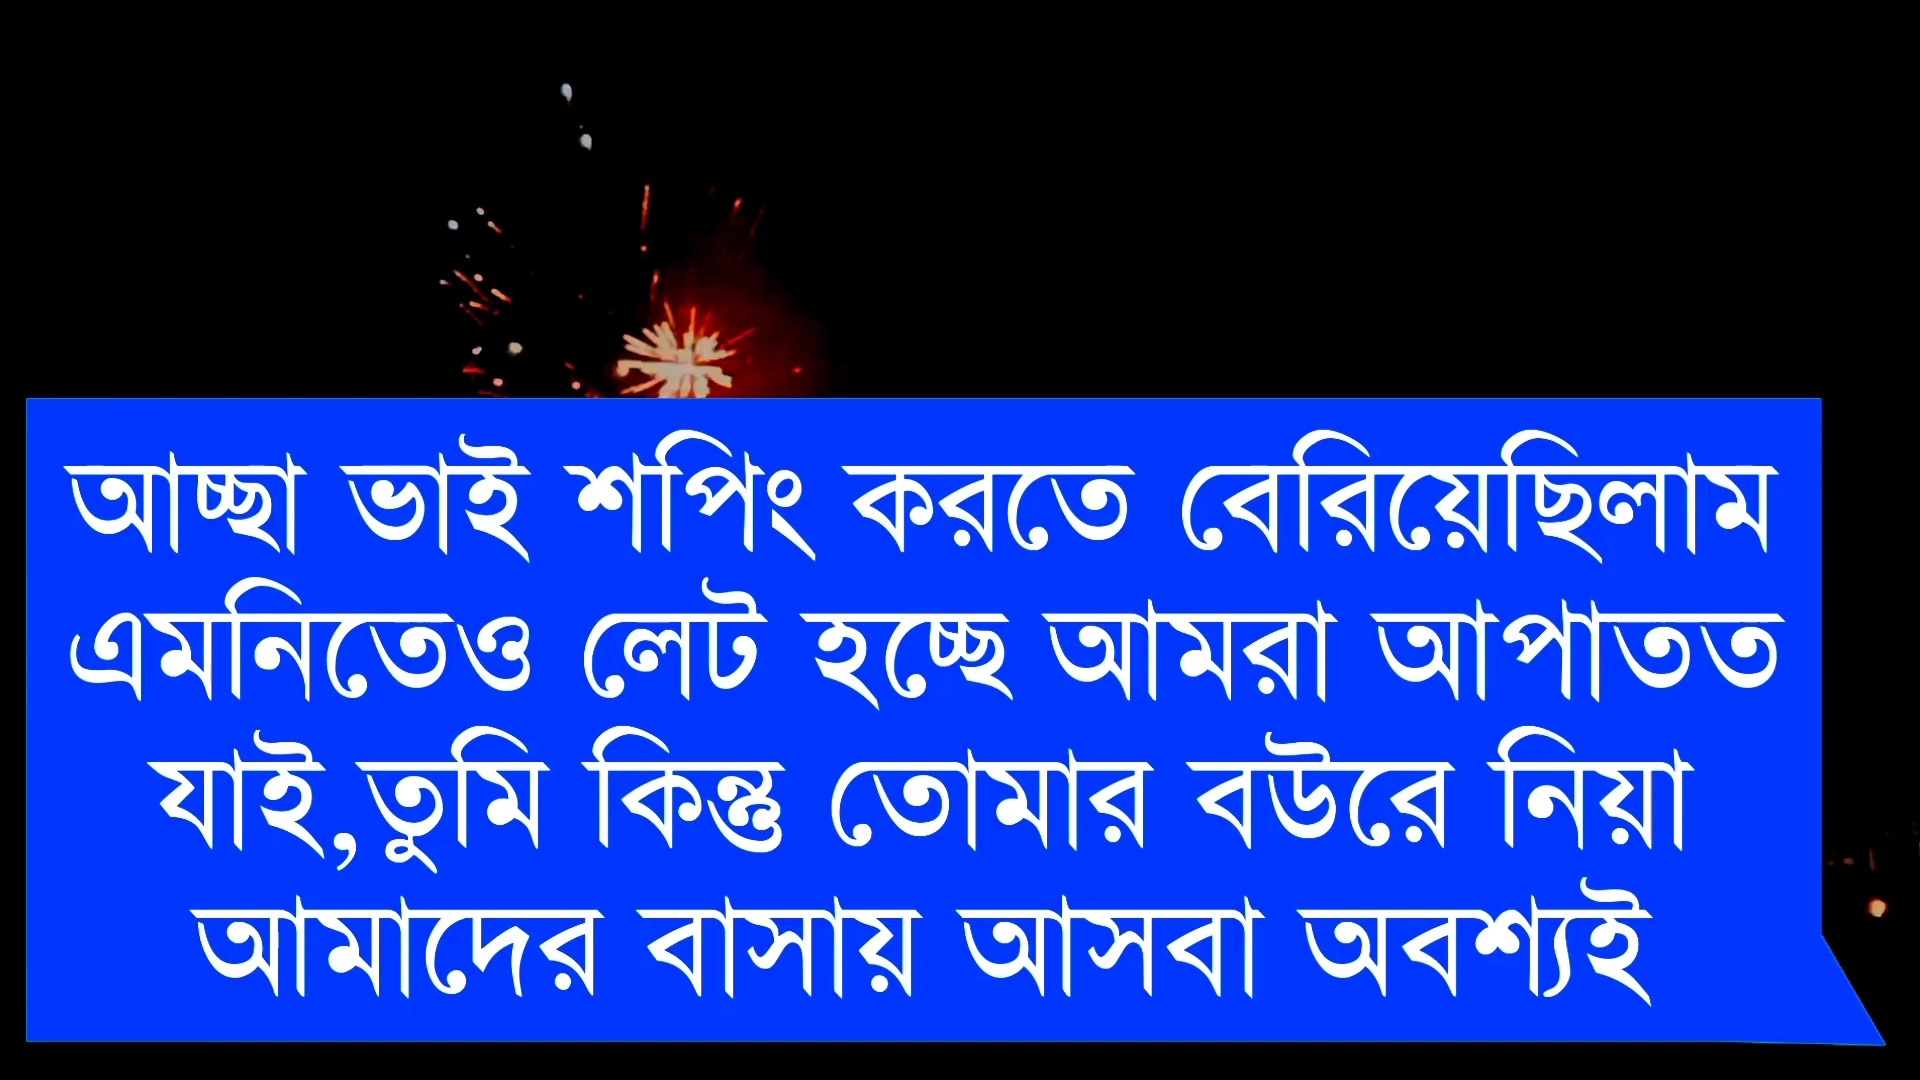 আচ্ছা ভাই শপিং করতে বেরিয়েছিলাম
এমনিতেও লেট হচ্ছে আমরা আপাতত
যাই,তুমি কিন্তু তোমার বউরে নিয়া
আমাদের বাসায় আসবা অবশ্যই